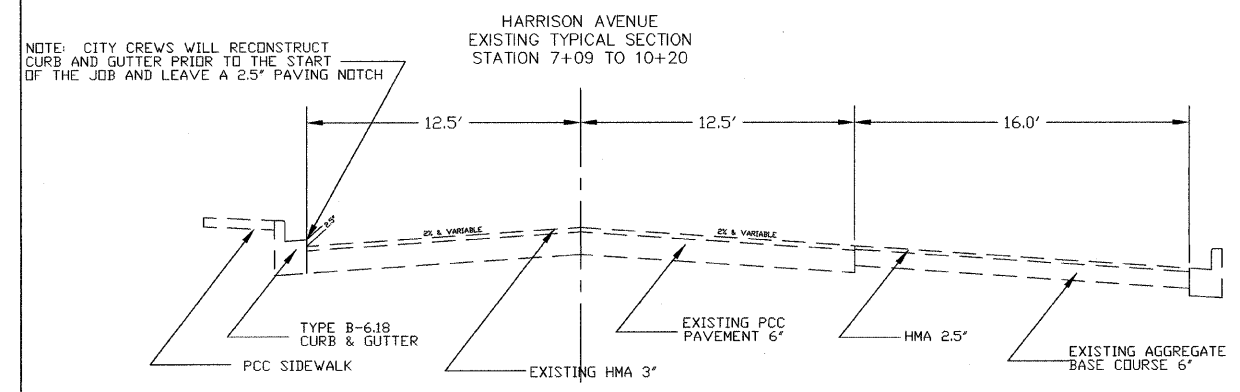 HARRISON AVENUE
EXISTING TYPICAL SECTION
STATION 7+09 TO 10+20
NOTE: CITY CREWS WILL RECONSTRUCT
CURB AND GUTTER PRIOR TO THE START
OF THE JOB AND LEAVE A 2.5" PAVING NOTCH
12.5'
12.5'
16.0'
2.5"
2% & VARIABLE
2% & VARIABLE
TYPE B-6.18
CURB & GUTTER
PCC SIDEWALK
EXISTING HMA 3"
EXISTING PCC
PAVEMENT 6"
HMA 2.5"
EXISTING AGGREGATE
BASE COURSE 6"